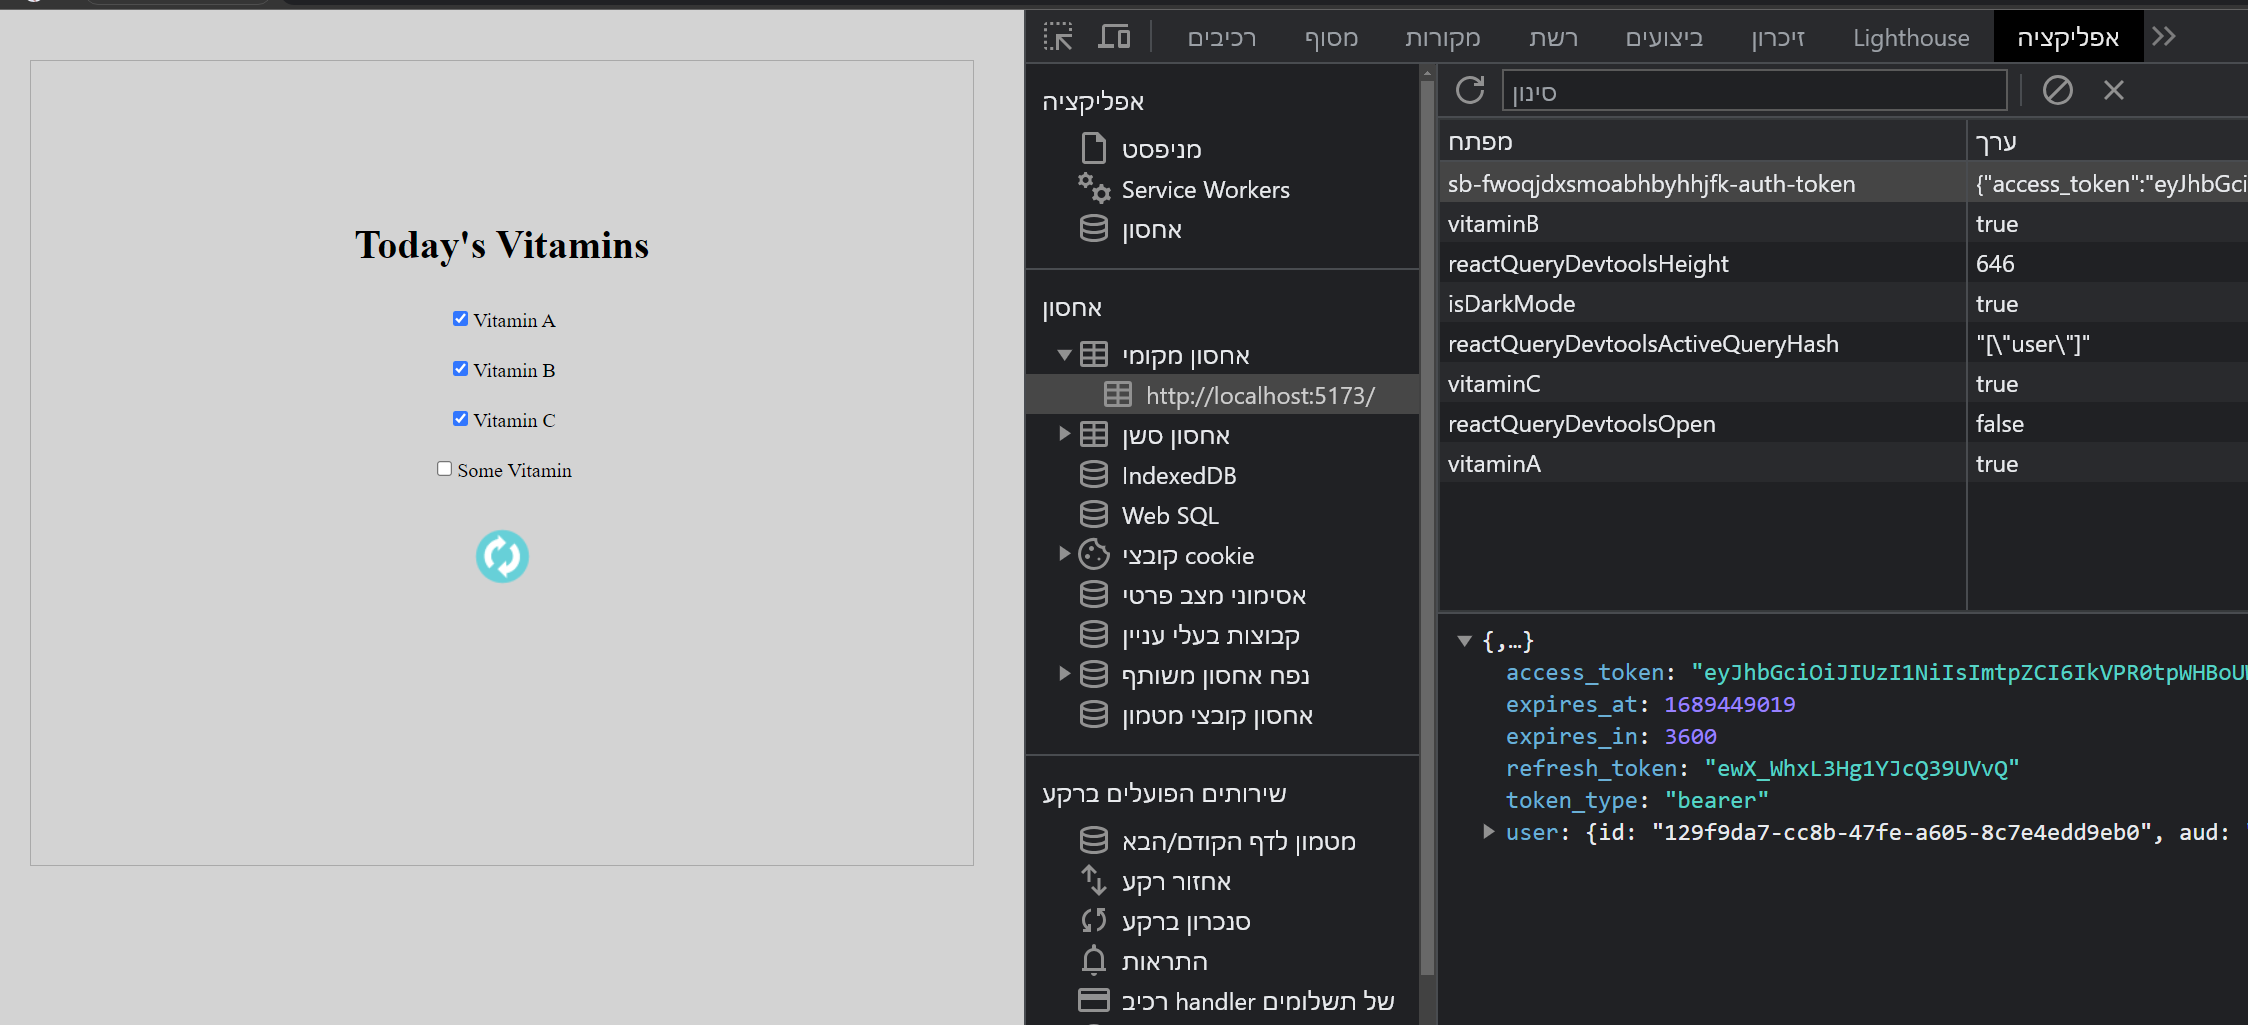 Today's Vitamins
Vitamin A
Vitamin B
Vitamin C
Some Vitamin
רכיבים
מסוף
מקורות
רשת
ביצועים
זיכרון
Lighthouse
אפליקציה
אפליקציה
מניפסט
Service Workers
אחסון
אחסון
אחסון מקומי
http://localhost:5173/
אחסון סשן
IndexedDB
Web SQL
קובצי cookie
אסימוני מצב פרטי
קבוצות בעלי עניין
נפח אחסון משותף
אחסון קובצי מטמון
שירותים הפועלים ברקע
מטמון לדף הקודם/הבא
אחזור רקע
סנכרון ברקע
התראות
רכיב handler של תשלומים
סינון
מפתח ערך
sb-fwoqjdxsmoabhbyhhjfk-auth-token {"access_token":"eyJhbGci
vitaminB true
reactQueryDevtoolsHeight 646
isDarkMode true
reactQueryDevtoolsActiveQueryHash "[\"user\"]"
vitaminC true
reactQueryDevtoolsOpen false
vitaminA true
{,…}
access_token: "eyJhbGciOiJIUzI1NiIsImtpZCI6IkVPR0tpWHBoU
expires_at: 1689449019
expires_in: 3600
refresh_token: "ewX_WhxL3Hg1YJcQ39UVvQ"
token_type: "bearer"
user: {id: "129f9da7-cc8b-47fe-a605-8c7e4edd9eb0", aud: